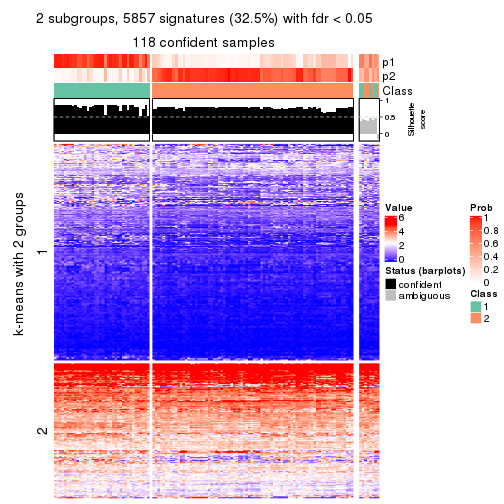 2 subgroups, 5857 signatures (32.5%) with fdr < 0.05
118 confident samples
p1
p2
Class
1
0.5
0
Silhouette
score
k-means with 2 groups
1
2
Value
6
4
2
0
Status (barplots)
confident
ambiguous
Prob
1
0.8
0.6
0.4
0.2
0
Class
1
2